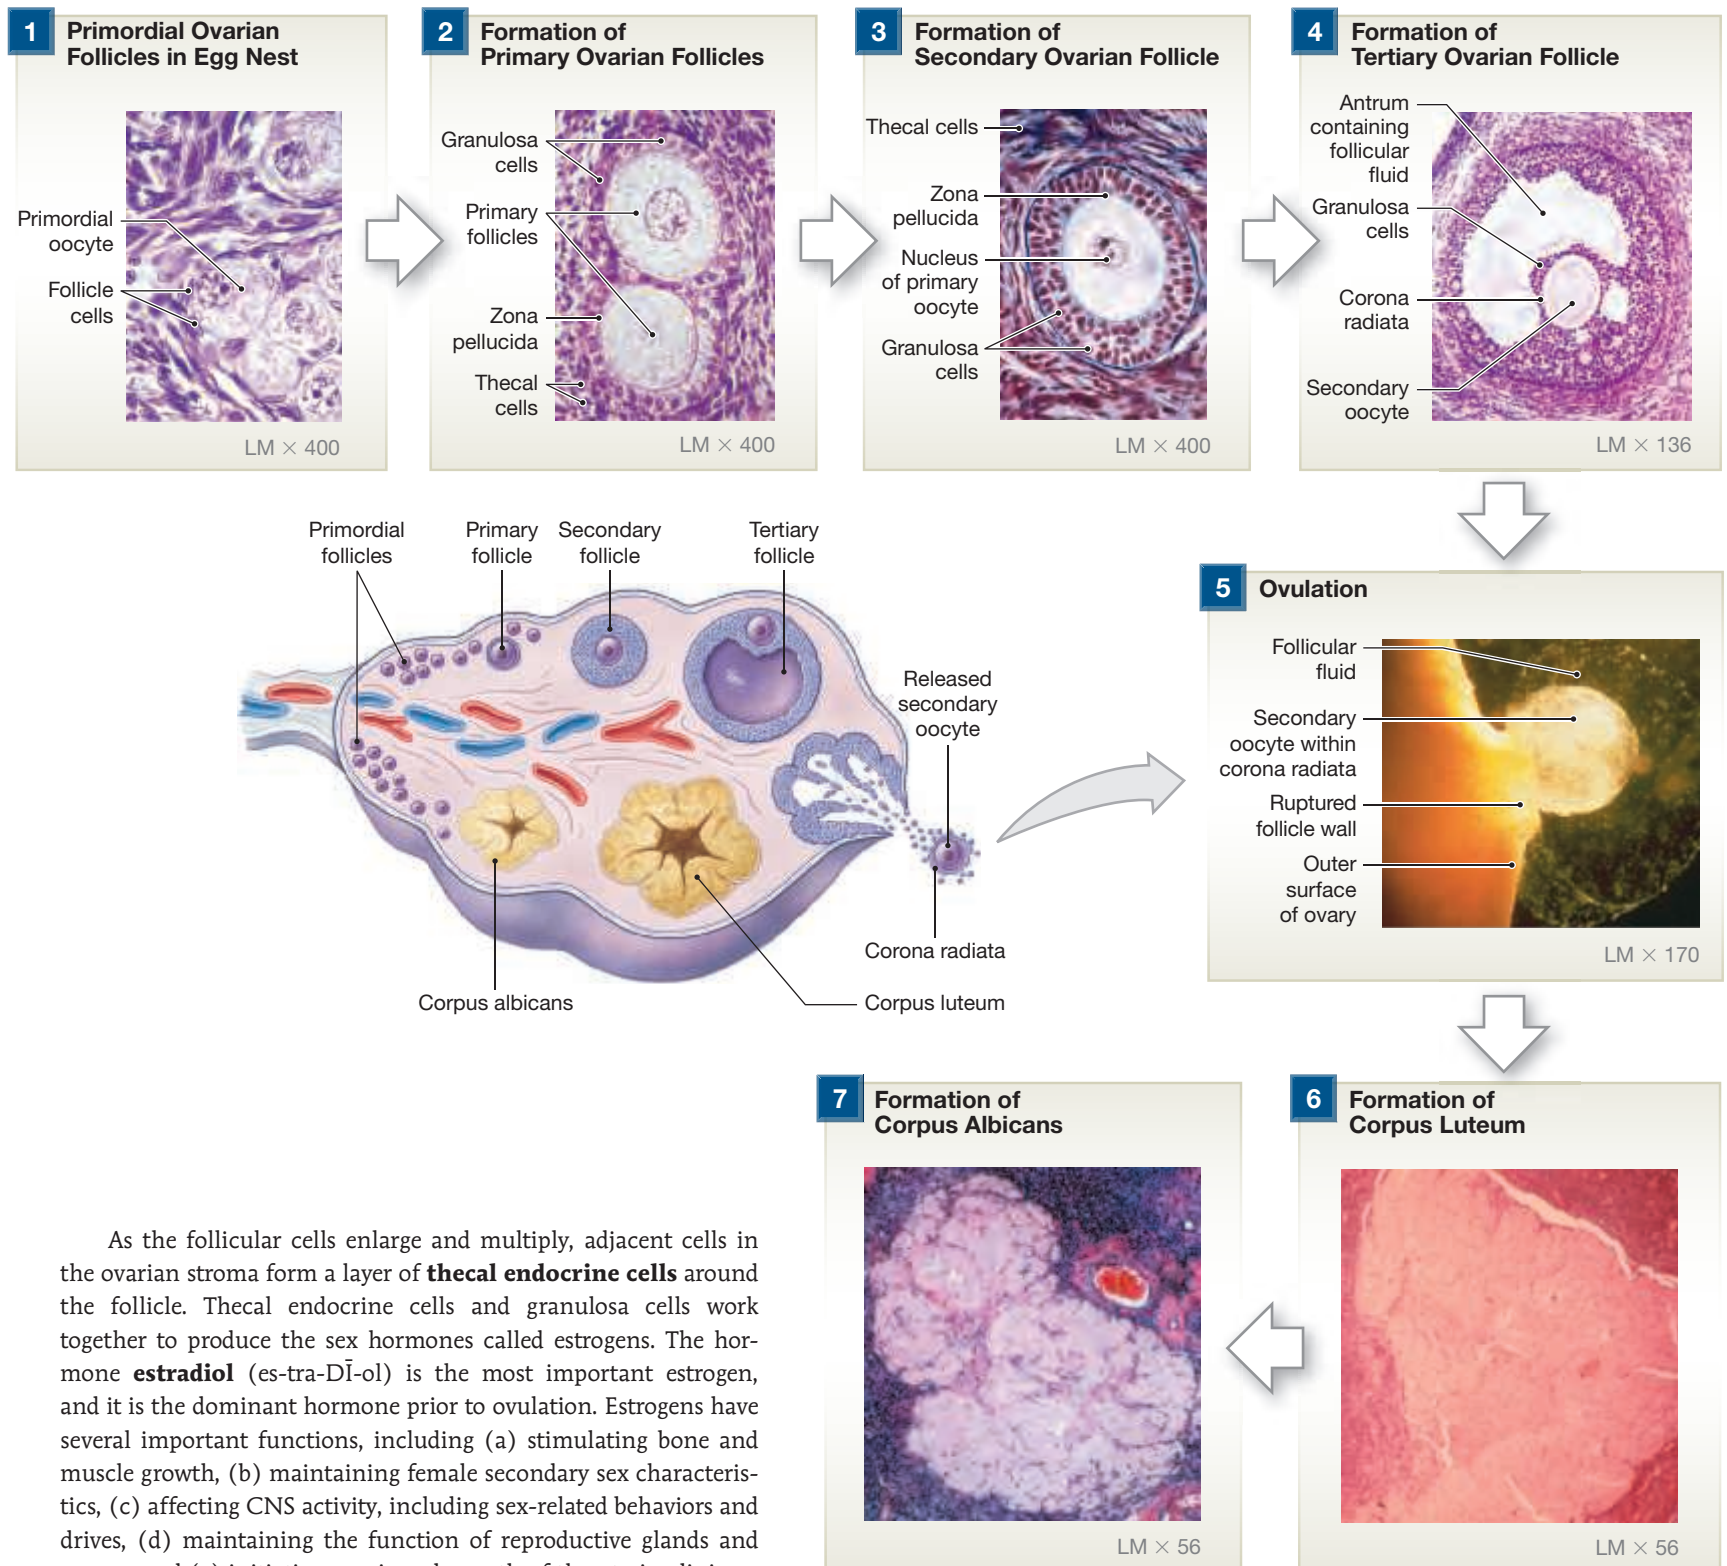 1 Primordial Ovarian
Follicles in Egg Nest
Primordial
oocyte
Follicle
cells
LM × 400
2 Formation of
Primary Ovarian Follicles
Granulosa
cells
Primary
follicles
Zona
pellucida
Thecal
cells
LM × 400
3 Formation of
Secondary Ovarian Follicle
Thecal cells
Zona
pellucida
Nucleus
of primary
oocyte
Granulosa
cells
LM × 400
4 Formation of
Tertiary Ovarian Follicle
Antrum
containing
follicular
fluid
Granulosa
cells
Corona
radiata
Secondary
oocyte
LM × 136
Primordial
follicles
Primary
follicle
Secondary
follicle
Tertiary
follicle
Released
secondary
oocyte
Corona radiata
Corpus luteum
Corpus albicans
5 Ovulation
Follicular
fluid
Secondary
oocyte within
corona radiata
Ruptured
follicle wall
Outer
surface
of ovary
LM × 170
6 Formation of
Corpus Luteum
LM × 56
7 Formation of
Corpus Albicans
LM × 56
As the follicular cells enlarge and multiply, adjacent cells in
the ovarian stroma form a layer of thecal endocrine cells around
the follicle. Thecal endocrine cells and granulosa cells work
together to produce the sex hormones called estrogens. The hor-
mone estradiol (es-tra-DĪ-ol) is the most important estrogen,
and it is the dominant hormone prior to ovulation. Estrogens have
several important functions, including (a) stimulating bone and
muscle growth, (b) maintaining female secondary sex characteris-
tics, (c) affecting CNS activity, including sex-related behaviors and
drives, (d) maintaining the function of reproductive glands and